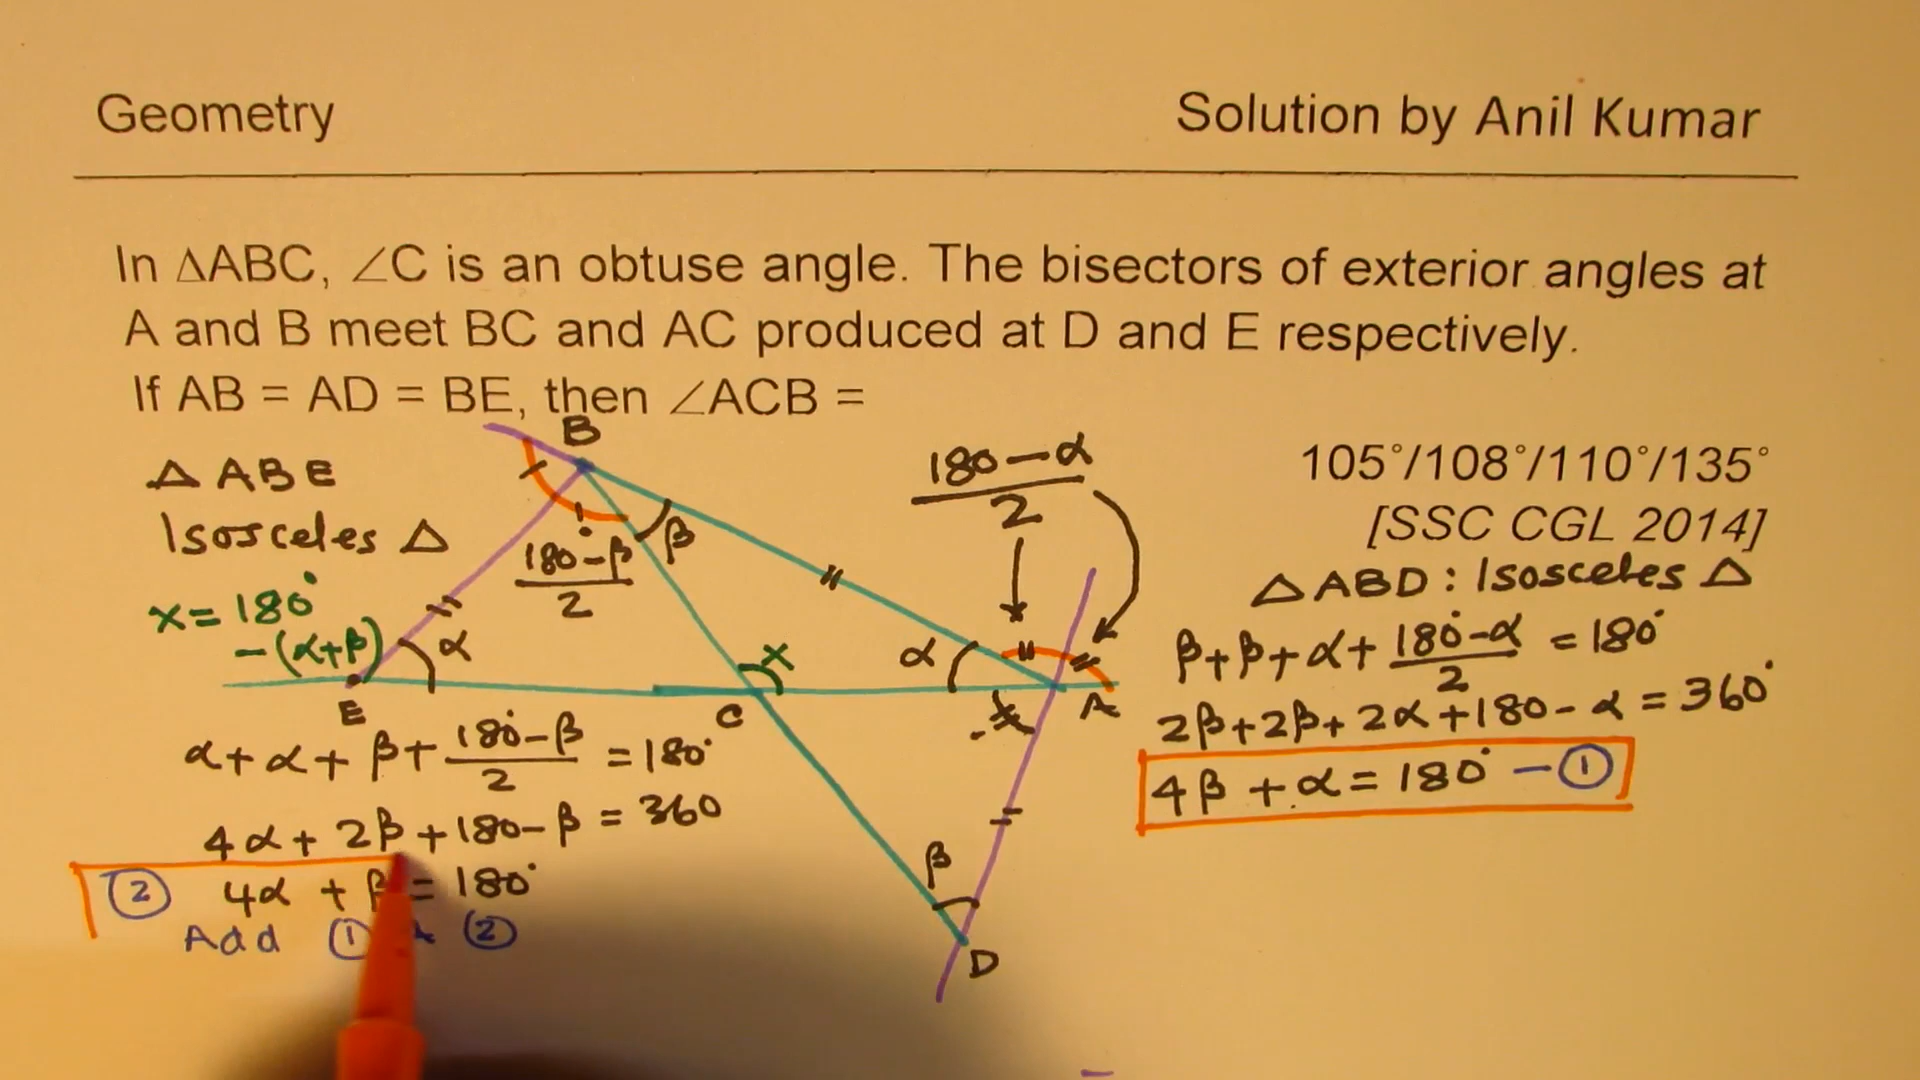 Geometry
Solution by Anil Kumar
In ΔABC, ∠C is an obtuse angle. The bisectors of exterior angles at
A and B meet BC and AC produced at D and E respectively.
If AB = AD = BE, then ∠ACB =
105°/108°/110°/135°
[SSC CGL 2014]
Δ ABE
Isosceles Δ
x = 180°
-(α+β)
B
(180°-β)/2
β
(180-α)/2
α
x
α
E
C
A
β
D
α + α + β + (180°-β)/2 = 180°
4α + 2β + 180 - β = 360
② 4α + β = 180°
Add ① ②
Δ ABD : Isosceles Δ
β + β + α + (180°-α)/2 = 180°
2β + 2β + 2α + 180 - α = 360°
4β + α = 180° - ①